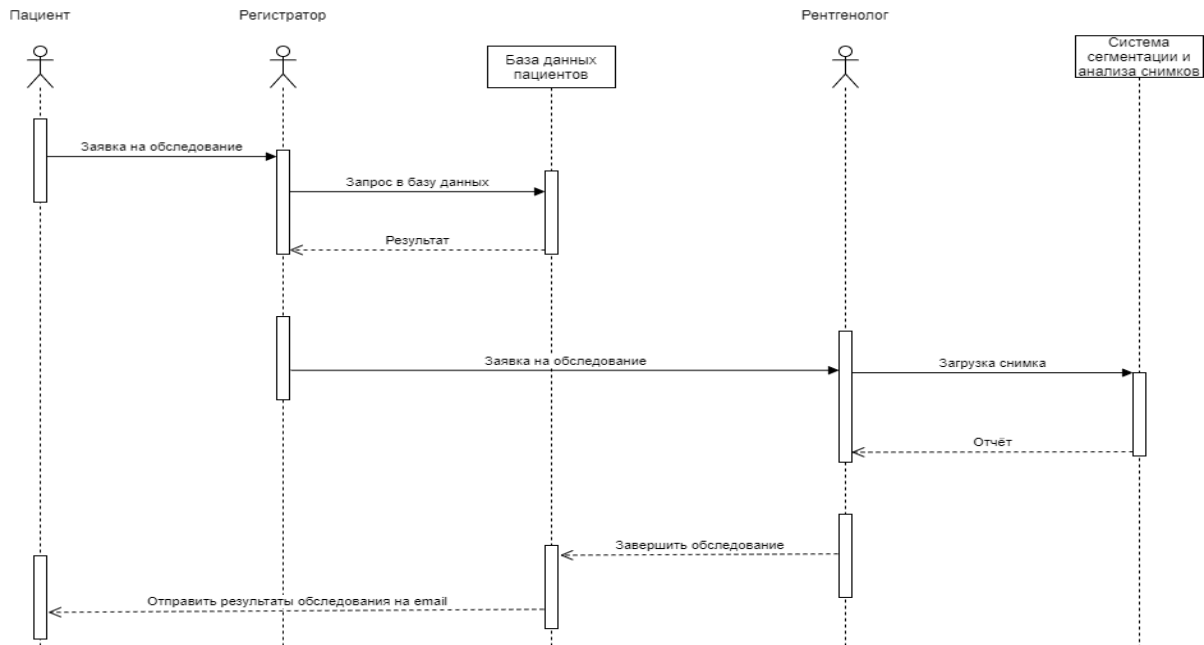 Пациент
Регистратор
Рентгенолог
База данных
пациентов
Система
сегментации и
анализа снимков
Заявка на обследование
Запрос в базу данных
Результат
Заявка на обследование
Загрузка снимка
Отчёт
Завершить обследование
Отправить результаты обследования на email